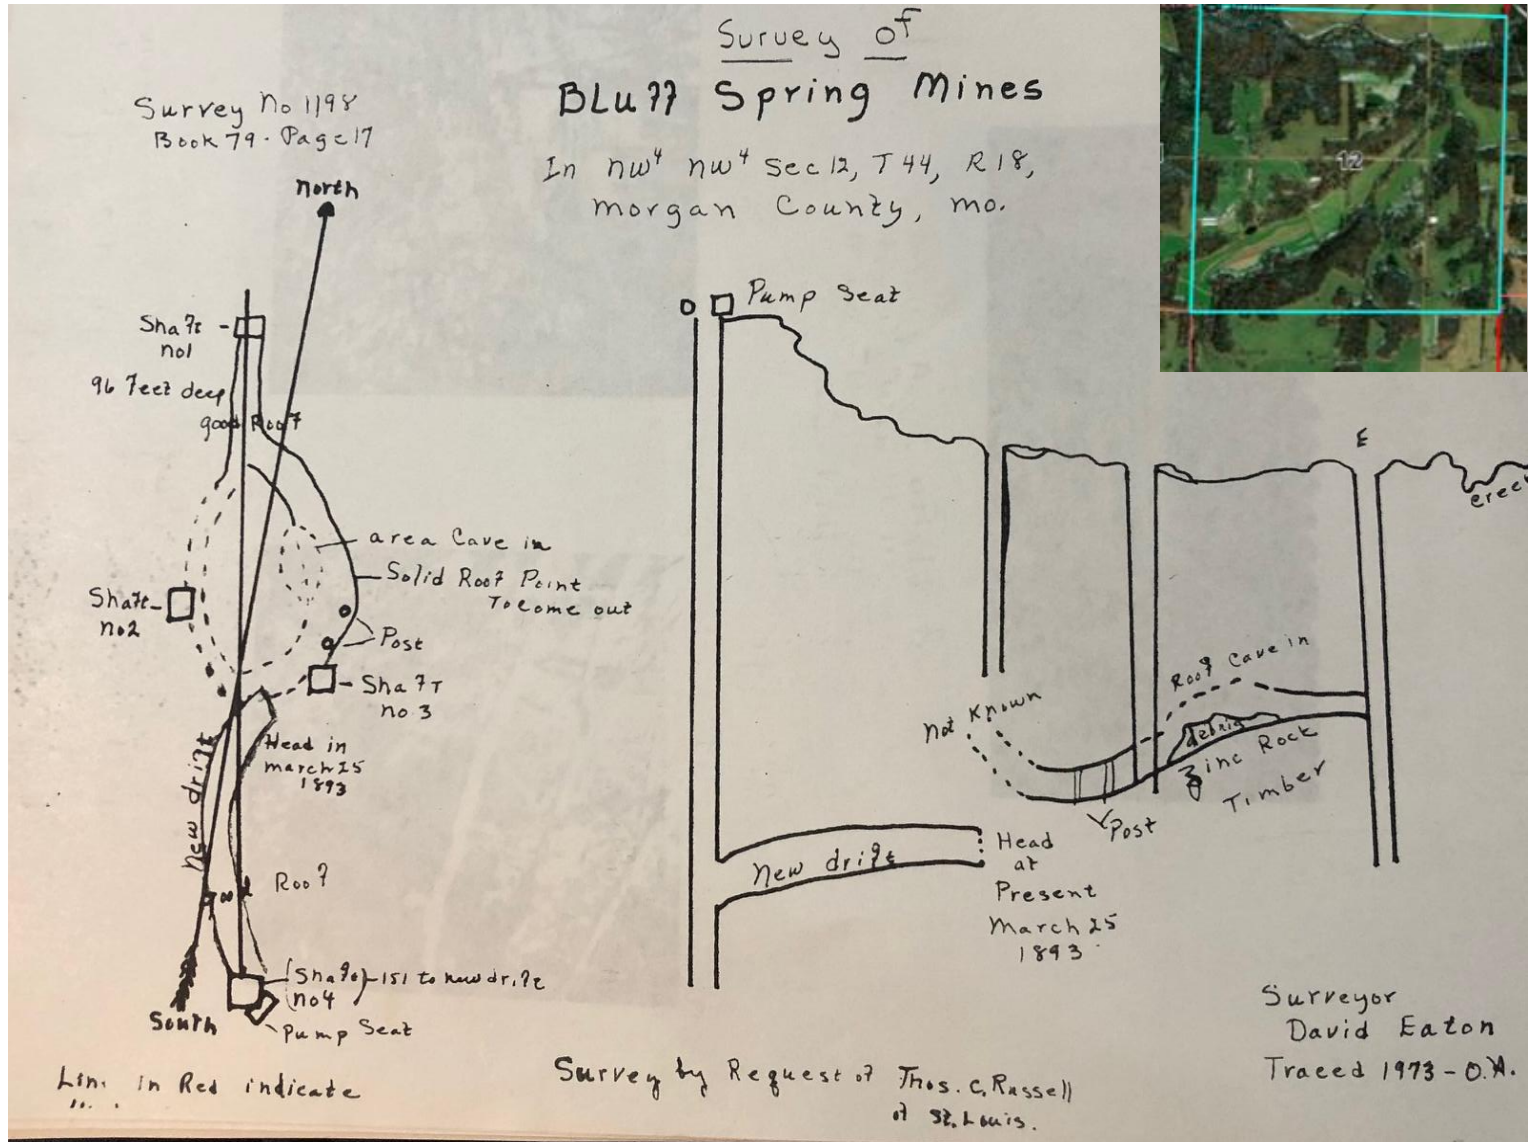 Survey of
BLuff Spring Mines
In nw⁴ nw⁴ Sec 12, T 44, R 18,
morgan County, mo.
Survey No 1198
Book 79 - Page 17
north
Shaft
no1
96 feet deep
good Roof
area Cave in
Solid Roof Point
To come out
Shaft
no2
Post
Shaft
no 3
Head in
march 25
1893
New drift
good Roof
(Shaft
no4) 151 to new drift
South
Pump Seat
Lin. in Red indicate
Pump Seat
E
creek
Roof Cave in
not Known
debris
Zinc Rock
Timber
Post
New drift
Head
at
Present
March 25
1893
Surveyor
David Eaton
Traced 1973 - O.A.
Survey by Request of Thos. C. Russell
of St. Louis.
12